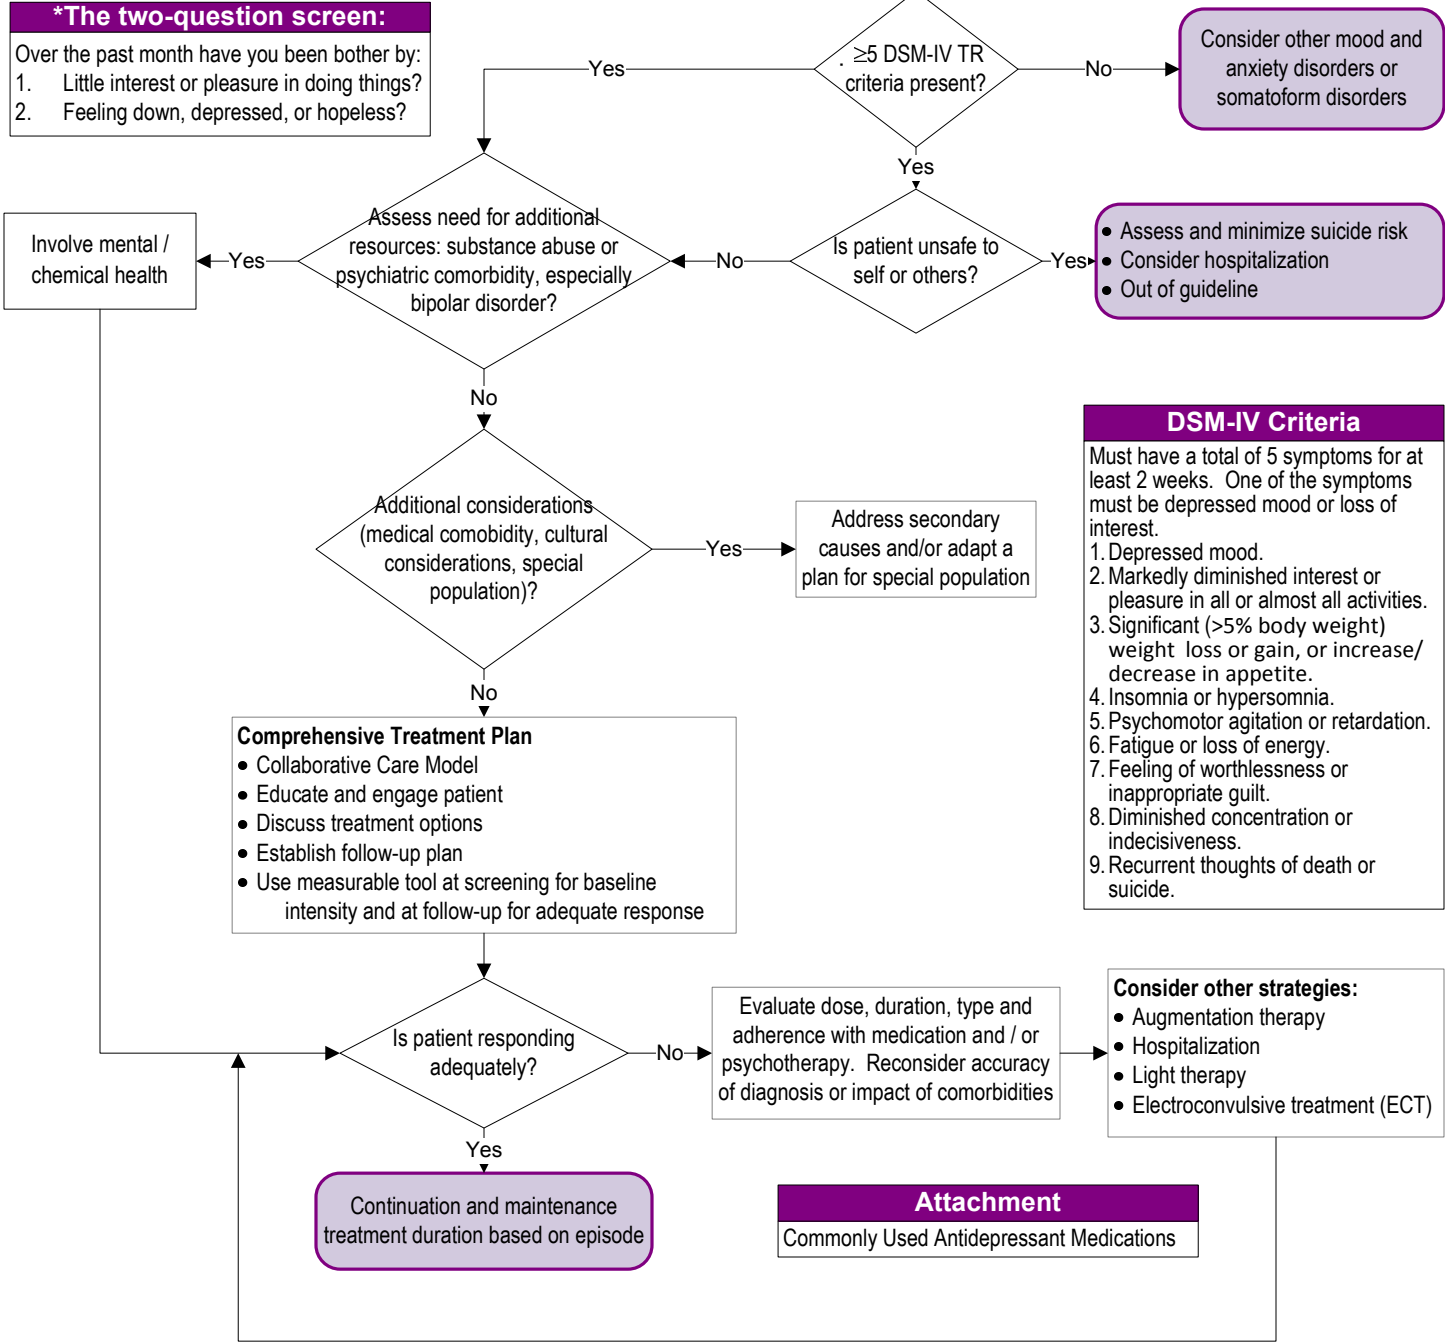 *The two-question screen:
Over the past month have you been bother by:
1. Little interest or pleasure in doing things?
2. Feeling down, depressed, or hopeless?
. ≥5 DSM-IV TR
criteria present?
Yes
No
Consider other mood and
anxiety disorders or
somatoform disorders
Yes
Assess need for additional
resources: substance abuse or
psychiatric comorbidity, especially
bipolar disorder?
Yes
Involve mental /
chemical health
No
Is patient unsafe to
self or others?
Yes
• Assess and minimize suicide risk
• Consider hospitalization
• Out of guideline
No
Additional considerations
(medical comobidity, cultural
considerations, special
population)?
Yes
Address secondary
causes and/or adapt a
plan for special population
DSM-IV Criteria
Must have a total of 5 symptoms for at
least 2 weeks. One of the symptoms
must be depressed mood or loss of
interest.
1. Depressed mood.
2. Markedly diminished interest or
pleasure in all or almost all activities.
3. Significant (>5% body weight)
weight loss or gain, or increase/
decrease in appetite.
4. Insomnia or hypersomnia.
5. Psychomotor agitation or retardation.
6. Fatigue or loss of energy.
7. Feeling of worthlessness or
inappropriate guilt.
8. Diminished concentration or
indecisiveness.
9. Recurrent thoughts of death or
suicide.
No
Comprehensive Treatment Plan
• Collaborative Care Model
• Educate and engage patient
• Discuss treatment options
• Establish follow-up plan
• Use measurable tool at screening for baseline
intensity and at follow-up for adequate response
Is patient responding
adequately?
No
Evaluate dose, duration, type and
adherence with medication and / or
psychotherapy. Reconsider accuracy
of diagnosis or impact of comorbidities
Consider other strategies:
• Augmentation therapy
• Hospitalization
• Light therapy
• Electroconvulsive treatment (ECT)
Yes
Continuation and maintenance
treatment duration based on episode
Attachment
Commonly Used Antidepressant Medications